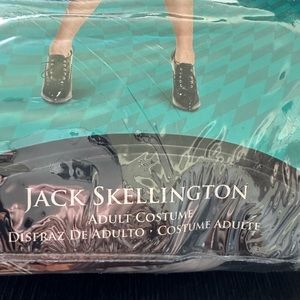 JACK SKELLINGTON
ADULT COSTUME
DISFRAZ DE ADULTO · COSTUME ADULTE